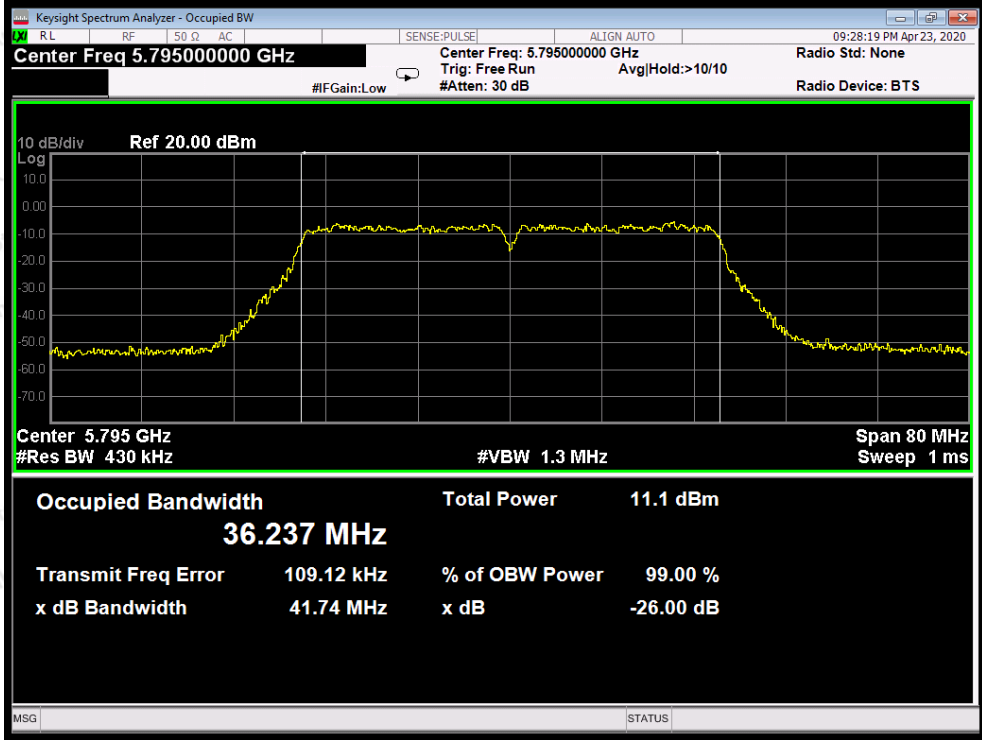 Keysight Spectrum Analyzer - Occupied BW
LXI RL RF 50 Ω AC SENSE:PULSE ALIGN AUTO 09:28:19 PM Apr 23, 2020
Center Freq 5.795000000 GHz Center Freq: 5.795000000 GHz Radio Std: None
Trig: Free Run Avg|Hold:>10/10
#IFGain:Low #Atten: 30 dB Radio Device: BTS
10 dB/div Ref 20.00 dBm
Log
10.0
0.00
-10.0
-20.0
-30.0
-40.0
-50.0
-60.0
-70.0
Center 5.795 GHz Span 80 MHz
#Res BW 430 kHz #VBW 1.3 MHz Sweep 1 ms
Occupied Bandwidth Total Power 11.1 dBm
36.237 MHz
Transmit Freq Error 109.12 kHz % of OBW Power 99.00 %
x dB Bandwidth 41.74 MHz x dB -26.00 dB
MSG STATUS